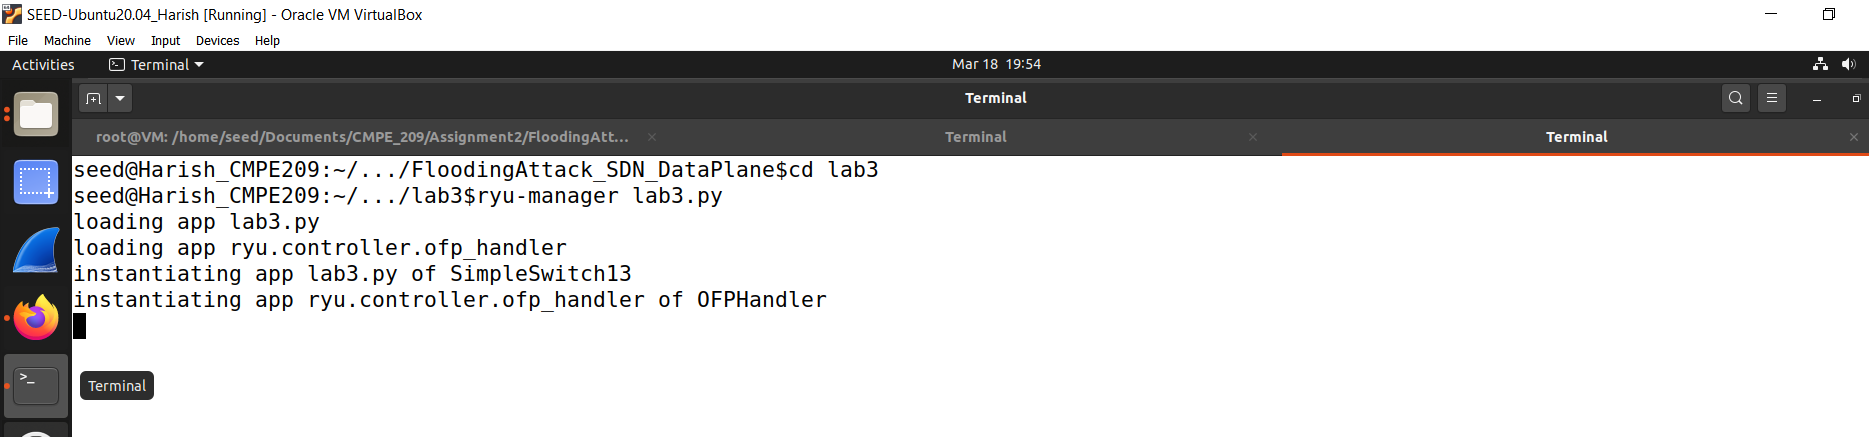 SEED-Ubuntu20.04_Harish [Running] - Oracle VM VirtualBox
File Machine View Input Devices Help
Activities Terminal Mar 18 19:54
Terminal
root@VM: /home/seed/Documents/CMPE_209/Assignment2/FloodingAtt... × Terminal × Terminal ×
seed@Harish_CMPE209:~/.../FloodingAttack_SDN_DataPlane$cd lab3
seed@Harish_CMPE209:~/.../lab3$ryu-manager lab3.py
loading app lab3.py
loading app ryu.controller.ofp_handler
instantiating app lab3.py of SimpleSwitch13
instantiating app ryu.controller.ofp_handler of OFPHandler
Terminal